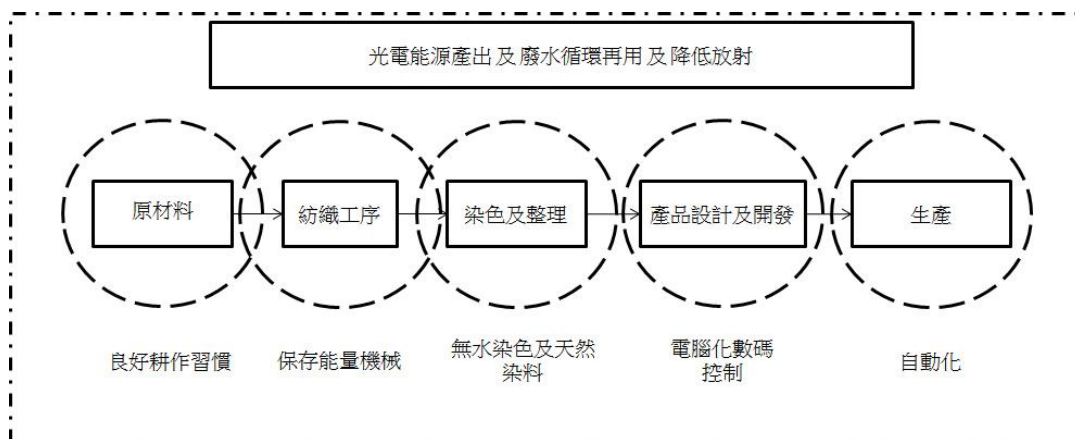 光電能源產出及廢水循環再用及降低放射
原材料
紡織工序
染色及整理
產品設計及開發
生產
良好耕作習慣
保存能量機械
無水染色及天然
染料
電腦化數碼
控制
自動化